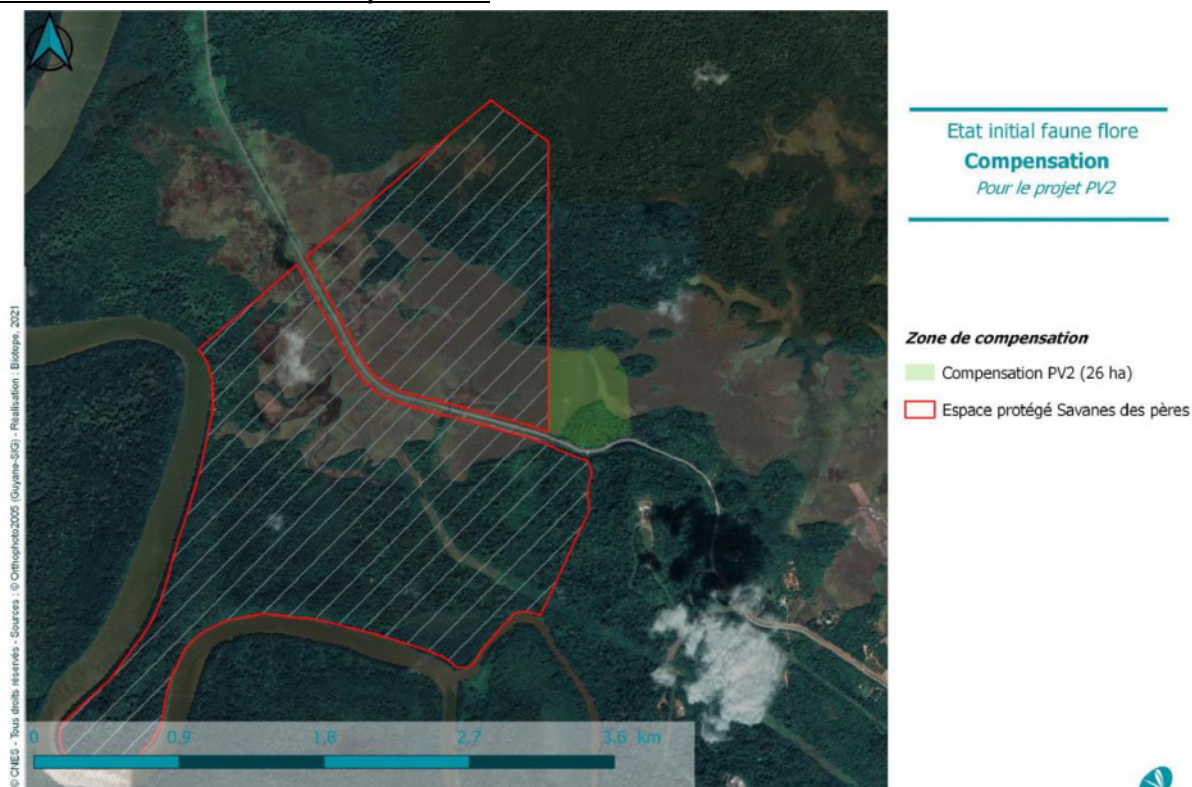 Etat initial faune flore
Compensation
Pour le projet PV2
Zone de compensation
Compensation PV2 (26 ha)
Espace protégé Savanes des pères
0 0,9 1,8 2,7 3,6 km
© CNES - Tous droits réservés - Sources : © Orthophoto2005 (Guyane-SIG) - Réalisation : Biotope, 2021